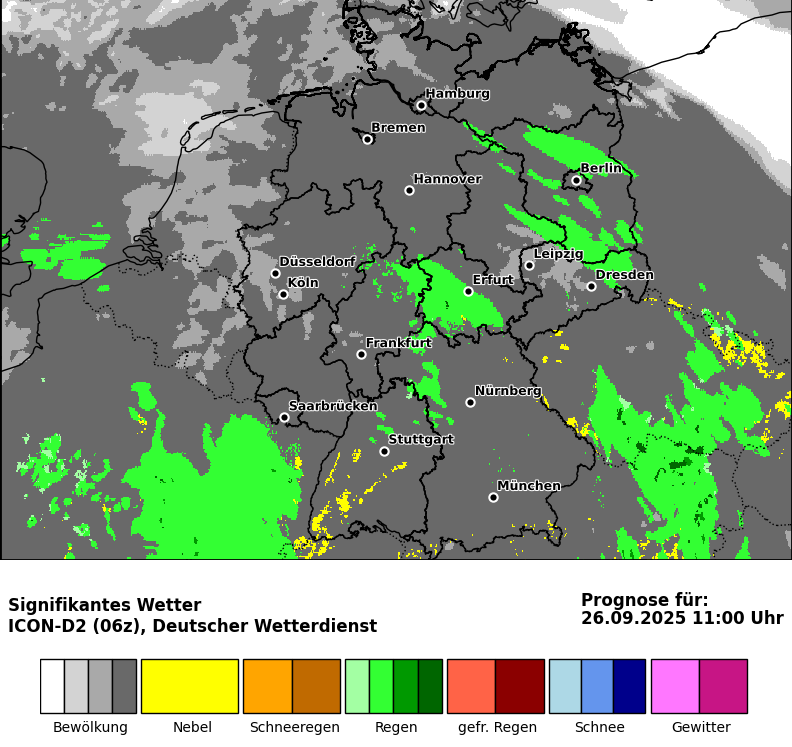 Hamburg
Bremen
Berlin
Hannover
Leipzig
Düsseldorf
Dresden
Köln
Erfurt
Frankfurt
Nürnberg
Saarbrücken
Stuttgart
München
Signifikantes Wetter
ICON-D2 (06z), Deutscher Wetterdienst
Prognose für:
26.09.2025 11:00 Uhr
Bewölkung
Nebel
Schneeregen
Regen
gefr. Regen
Schnee
Gewitter